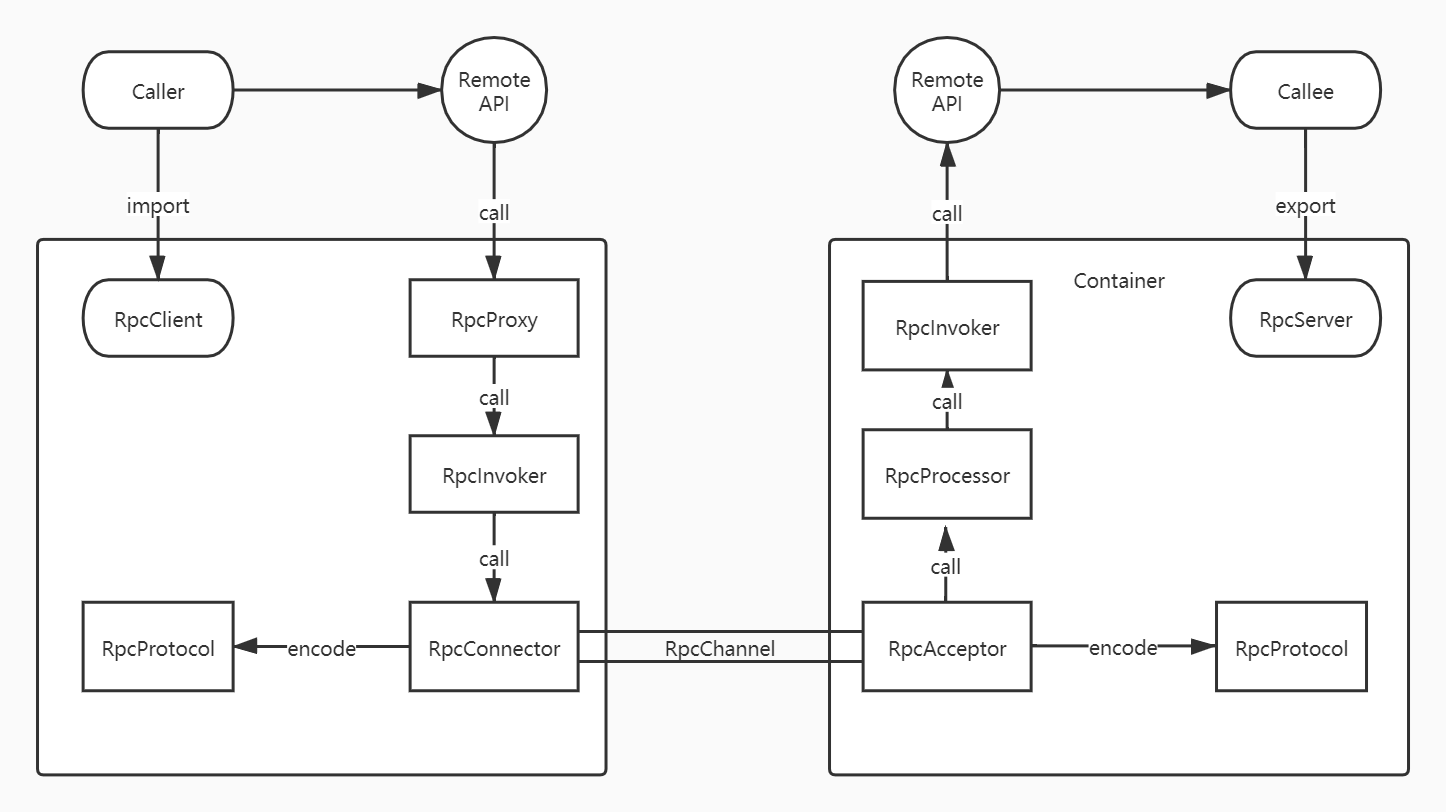 Caller
Remote
API
Remote
API
Callee
import
call
call
export
RpcClient
RpcProxy
Container
RpcInvoker
RpcServer
call
call
RpcInvoker
RpcProcessor
call
call
RpcProtocol
encode
RpcConnector
RpcChannel
RpcAcceptor
encode
RpcProtocol